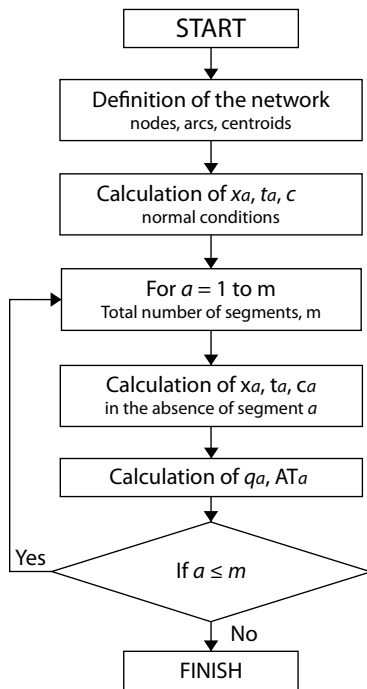 START
Definition of the network
nodes, arcs, centroids
Calculation of xa, ta, c
normal conditions
For a = 1 to m
Total number of segments, m
Calculation of xa, ta, ca
in the absence of segment a
Calculation of qa, ATa
Yes
If a ≤ m
No
FINISH